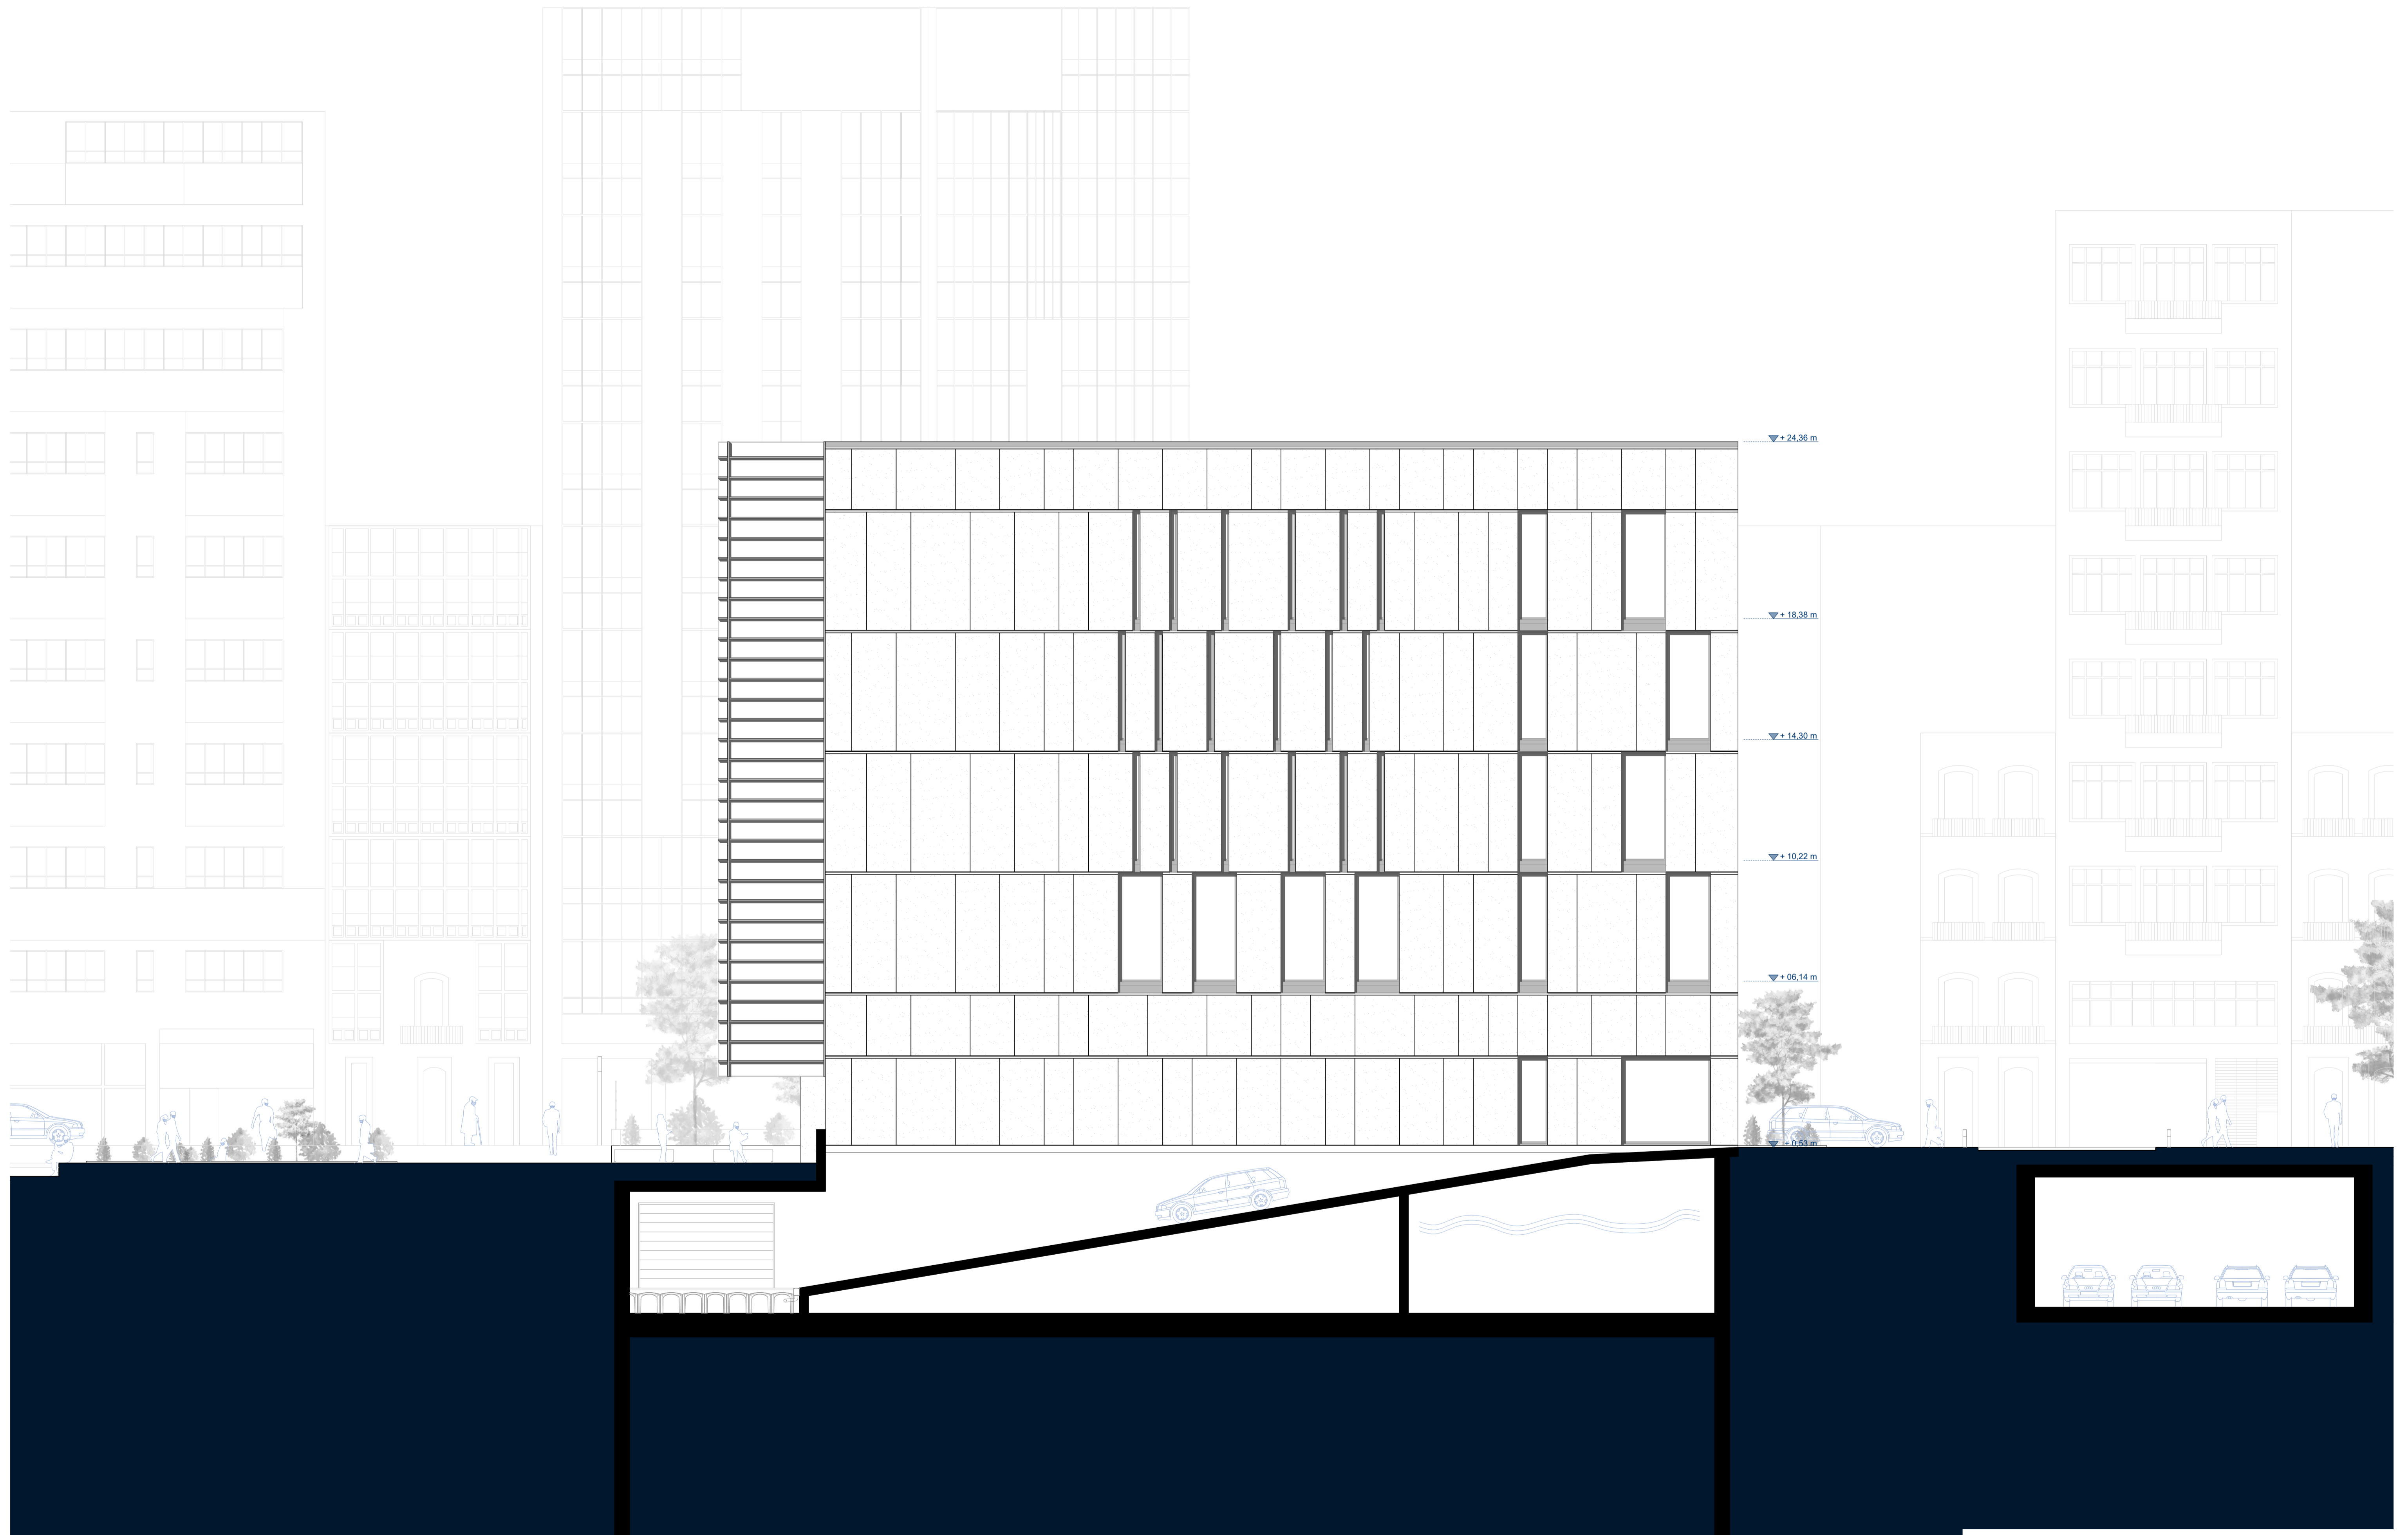 + 24,36 m
+ 18,38 m
+ 14,30 m
+ 10,22 m
+ 06,14 m
+ 0,53 m